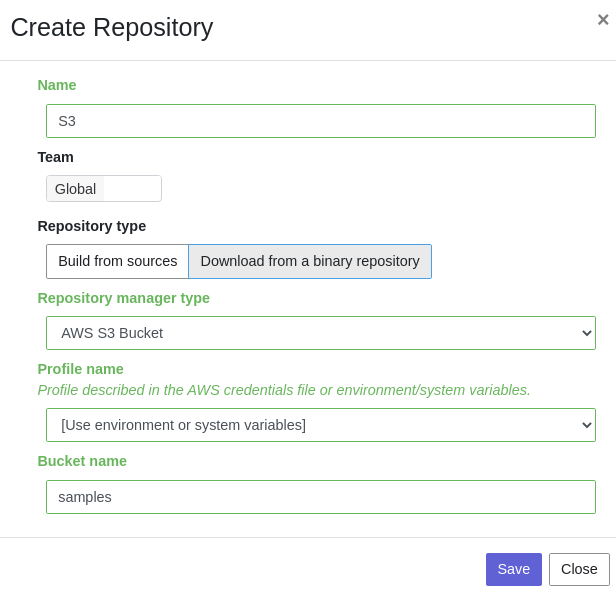 Create Repository
×
Name
S3
Team
Global
Repository type
Build from sources
Download from a binary repository
Repository manager type
AWS S3 Bucket
Profile name
Profile described in the AWS credentials file or environment/system variables.
[Use environment or system variables]
Bucket name
samples
Save
Close